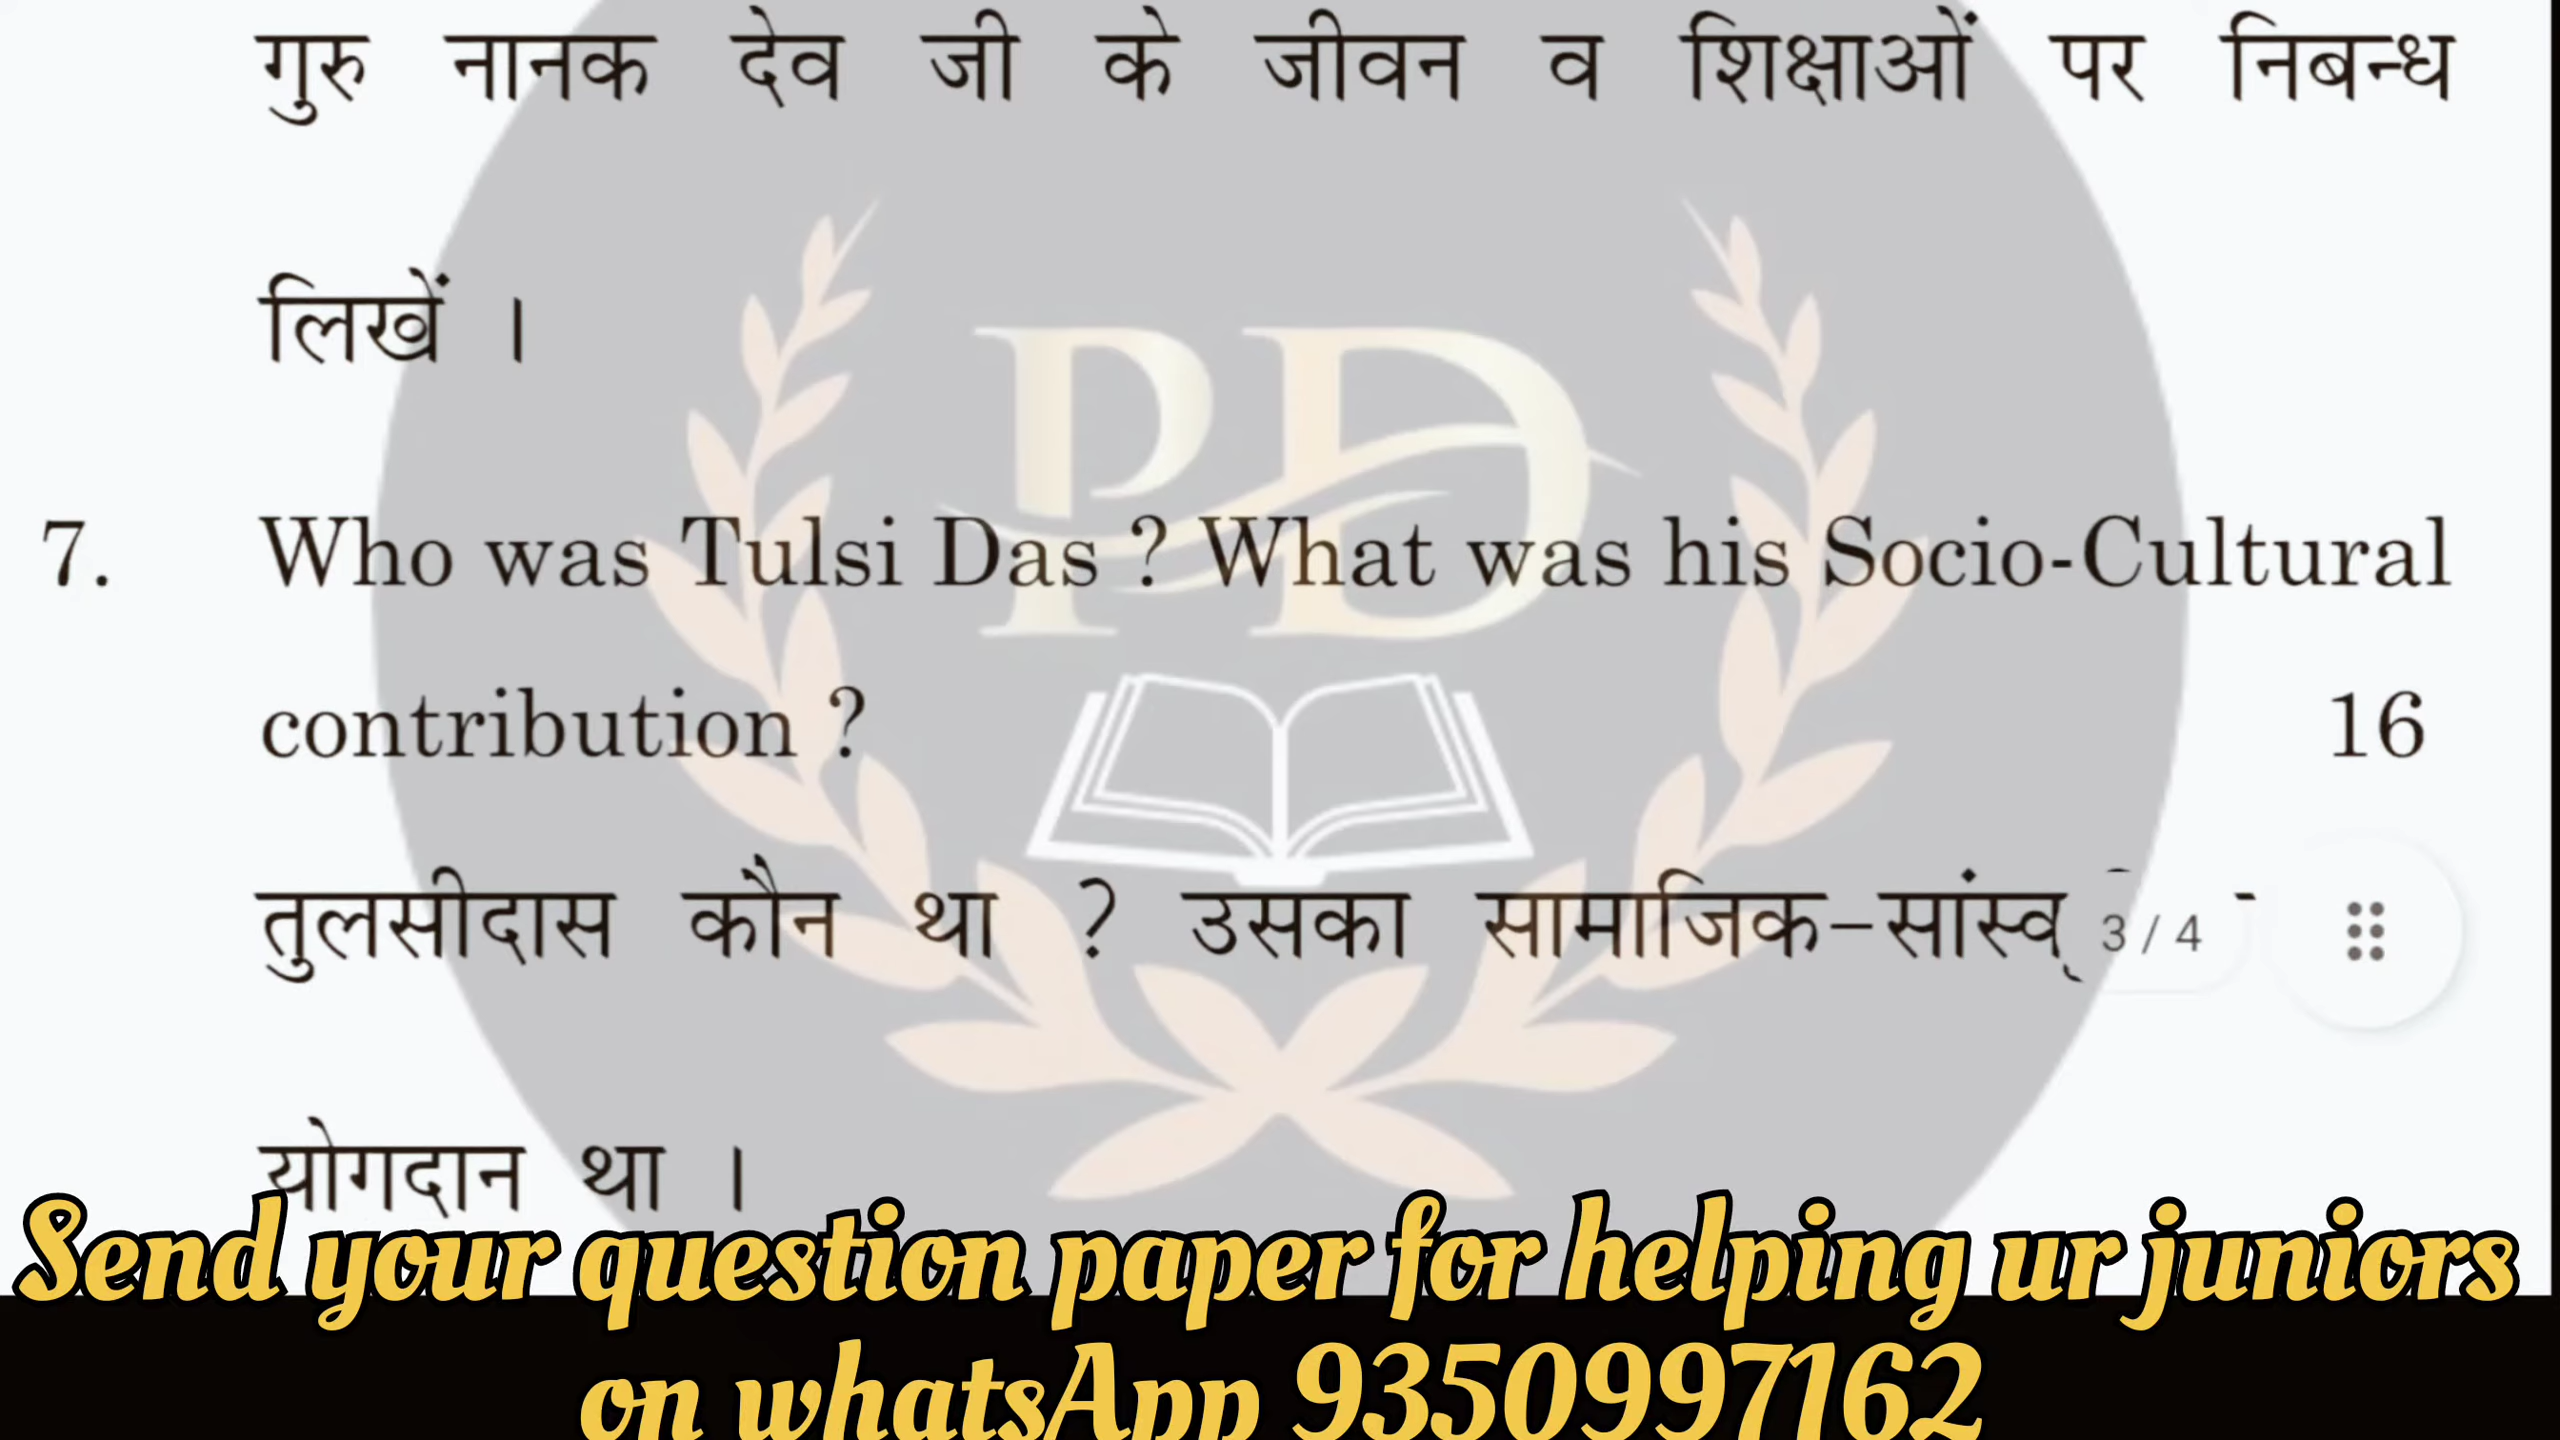 गुरु नानक देव जी के जीवन व शिक्षाओं पर निबन्ध
लिखें ।
PD
7. Who was Tulsi Das ? What was his Socio-Cultural
contribution ? 16
तुलसीदास कौन था ? उसका सामाजिक-
3 / 4
योगदान था ।
Send your question paper for helping ur juniors
on whatsApp 9350997162